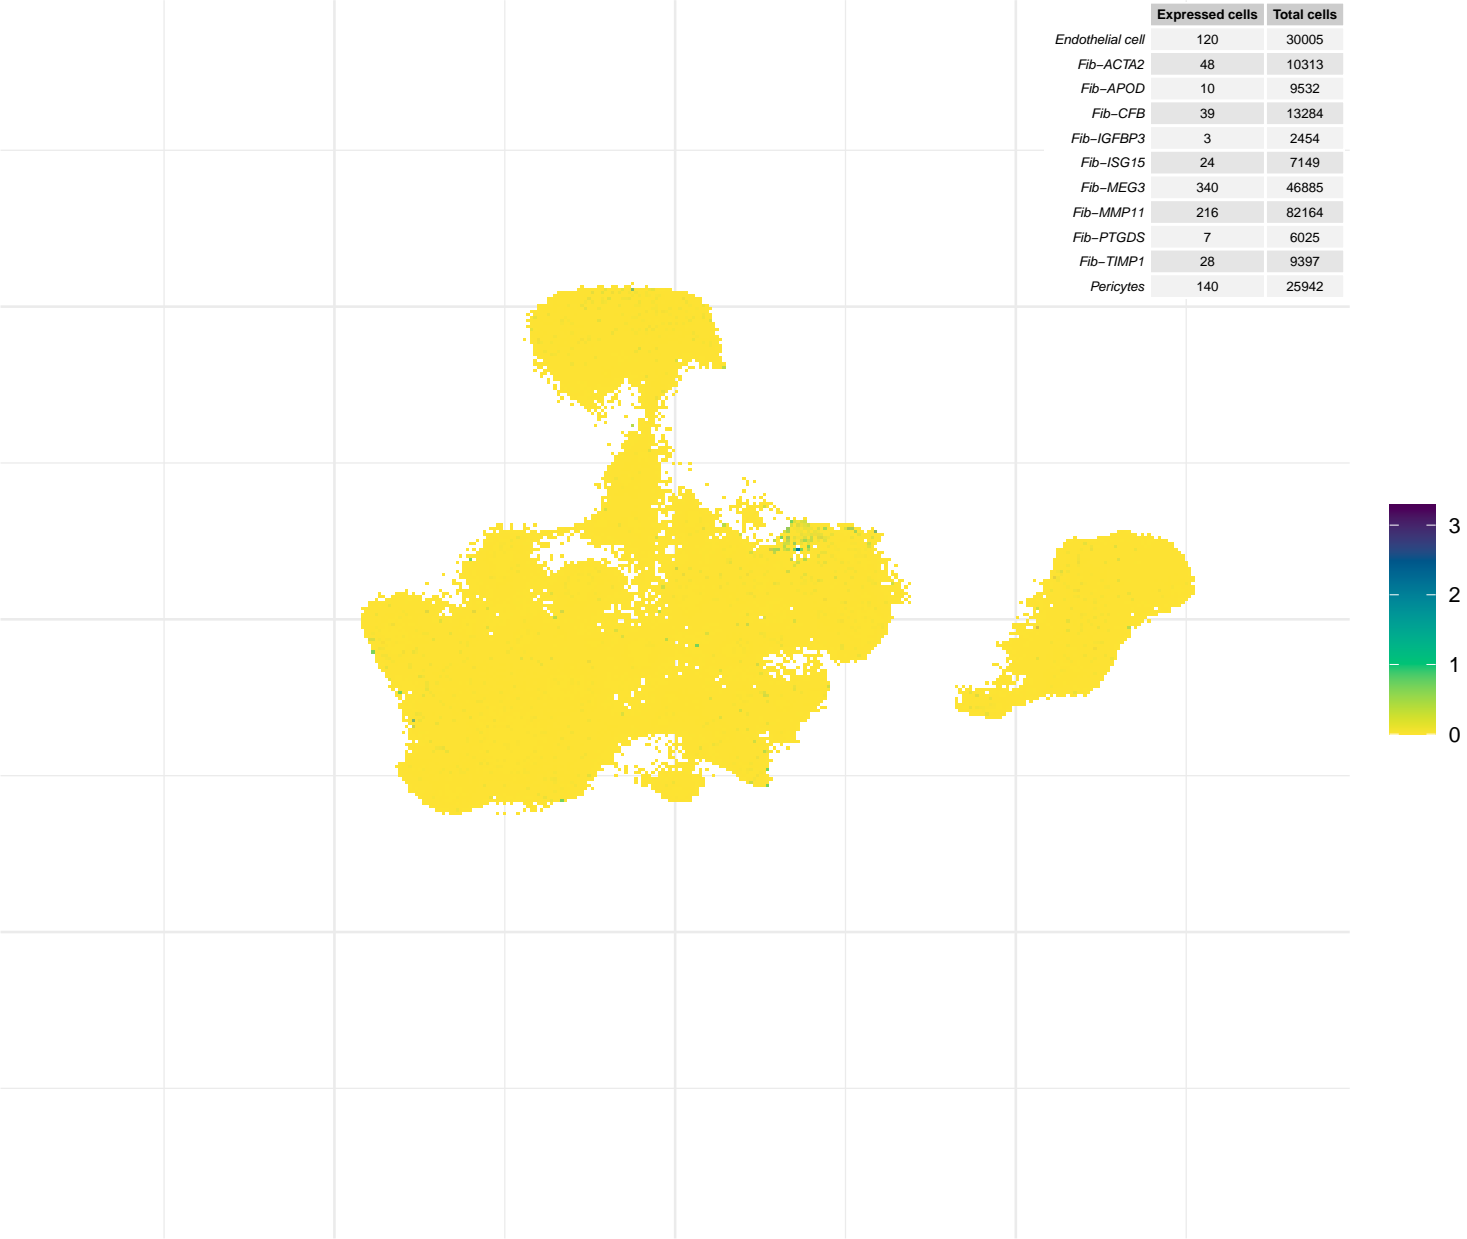 Expressed cells Total cells
Endothelial cell 120 30005
Fib−ACTA2 48 10313
Fib−APOD 10 9532
Fib−CFB 39 13284
Fib−IGFBP3 3 2454
Fib−ISG15 24 7149
Fib−MEG3 340 46885
Fib−MMP11 216 82164
Fib−PTGDS 7 6025
Fib−TIMP1 28 9397
Pericytes 140 25942
3
2
1
0